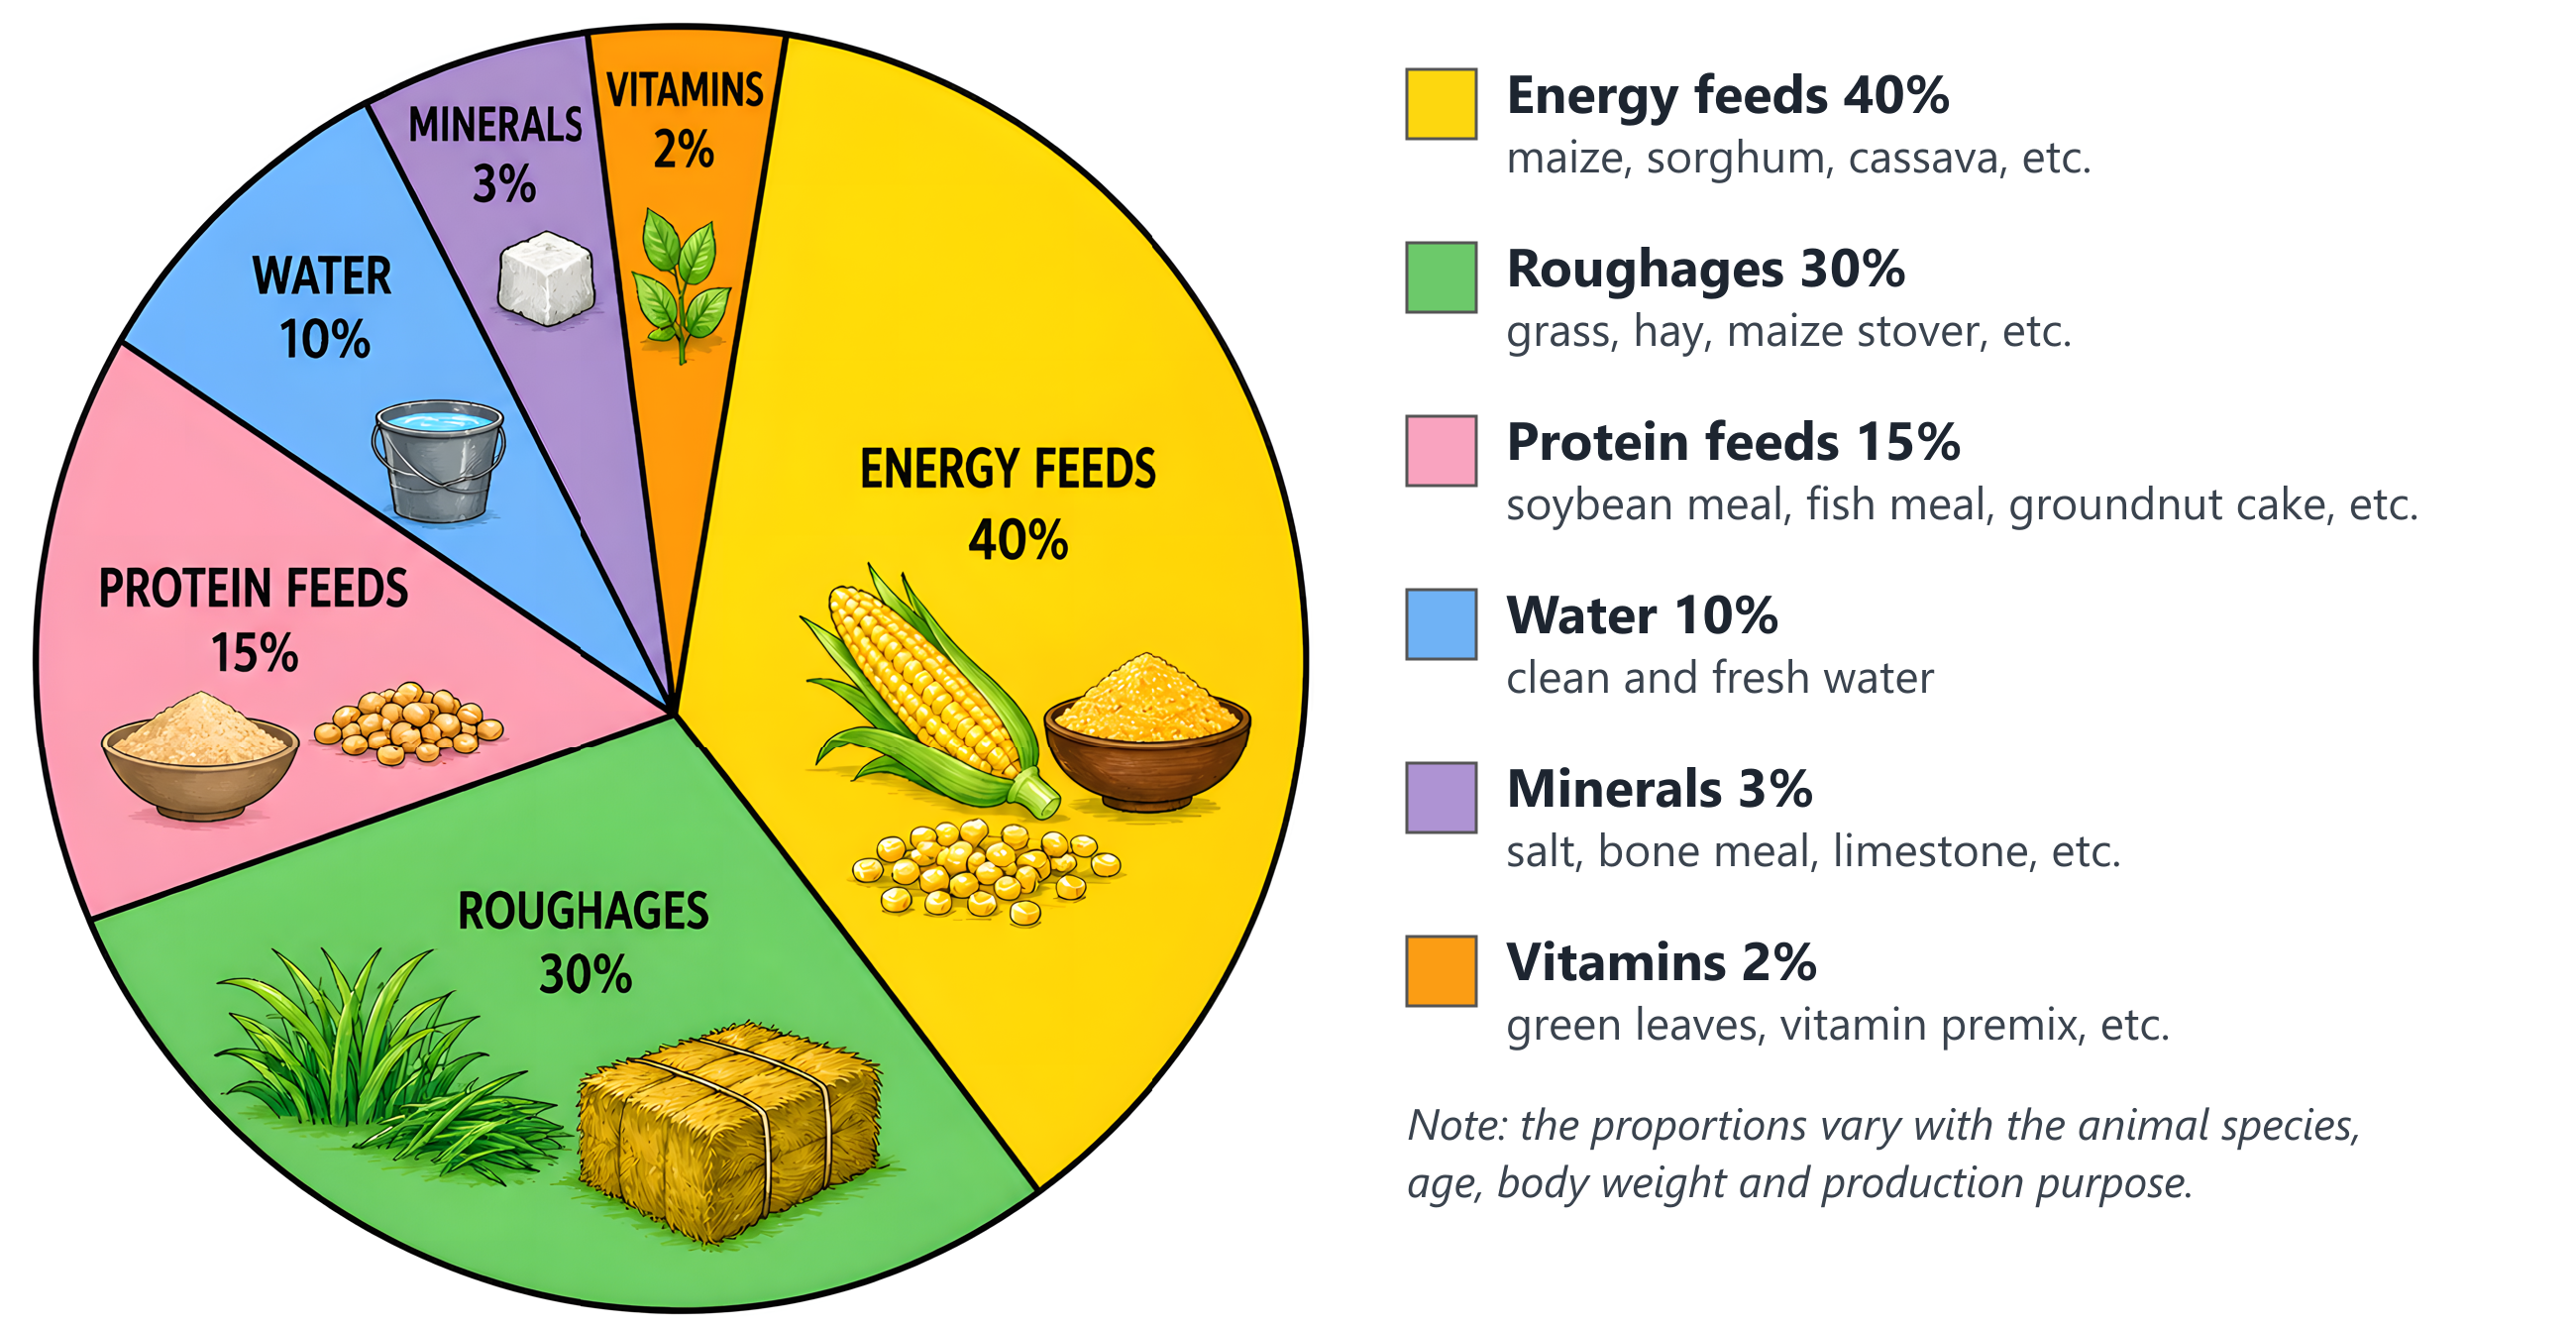 VITAMINS
2%
MINERALS
3%
WATER
10%
ENERGY FEEDS
40%
PROTEIN FEEDS
15%
ROUGHAGES
30%
Energy feeds 40%
maize, sorghum, cassava, etc.
Roughages 30%
grass, hay, maize stover, etc.
Protein feeds 15%
soybean meal, fish meal, groundnut cake, etc.
Water 10%
clean and fresh water
Minerals 3%
salt, bone meal, limestone, etc.
Vitamins 2%
green leaves, vitamin premix, etc.
Note: the proportions vary with the animal species,
age, body weight and production purpose.